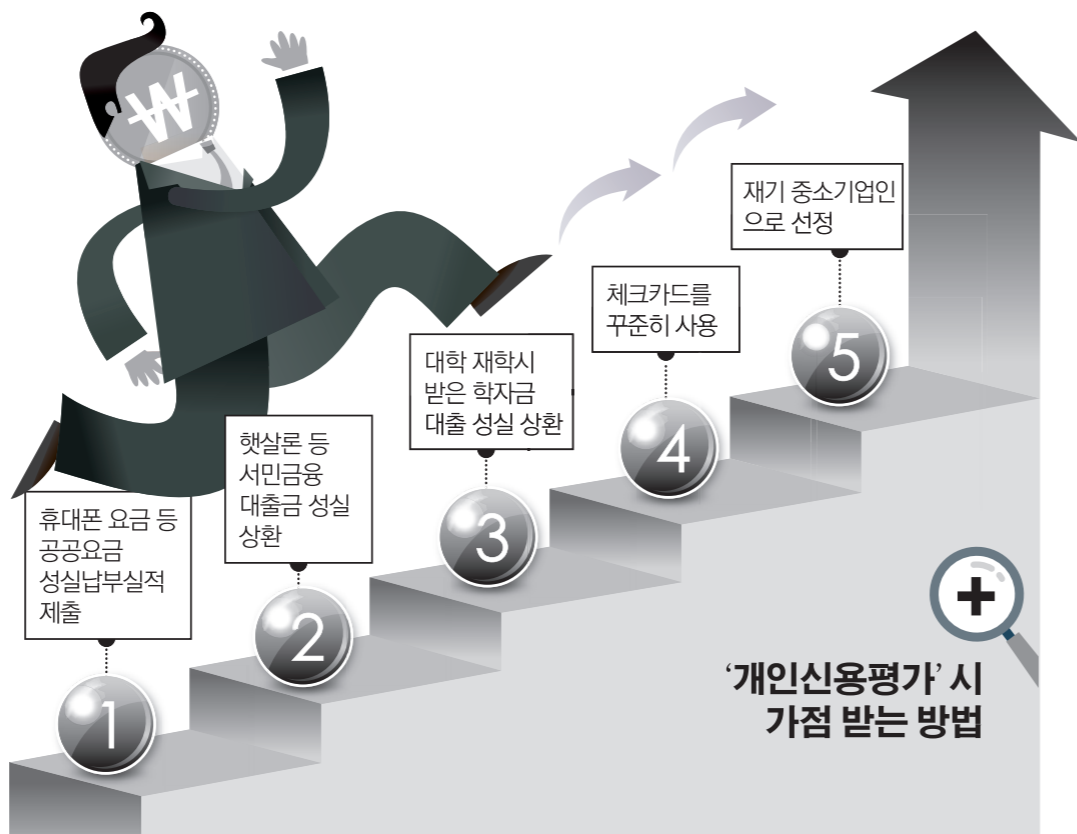 ₩
재기 중소기업인
으로 선정
5
체크카드를
꾸준히 사용
4
대학 재학시
받은 학자금
대출 성실 상환
3
햇살론 등
서민금융
대출금 성실
상환
2
휴대폰 요금 등
공공요금
성실납부실적
제출
1
+
‘개인신용평가’ 시
가점 받는 방법